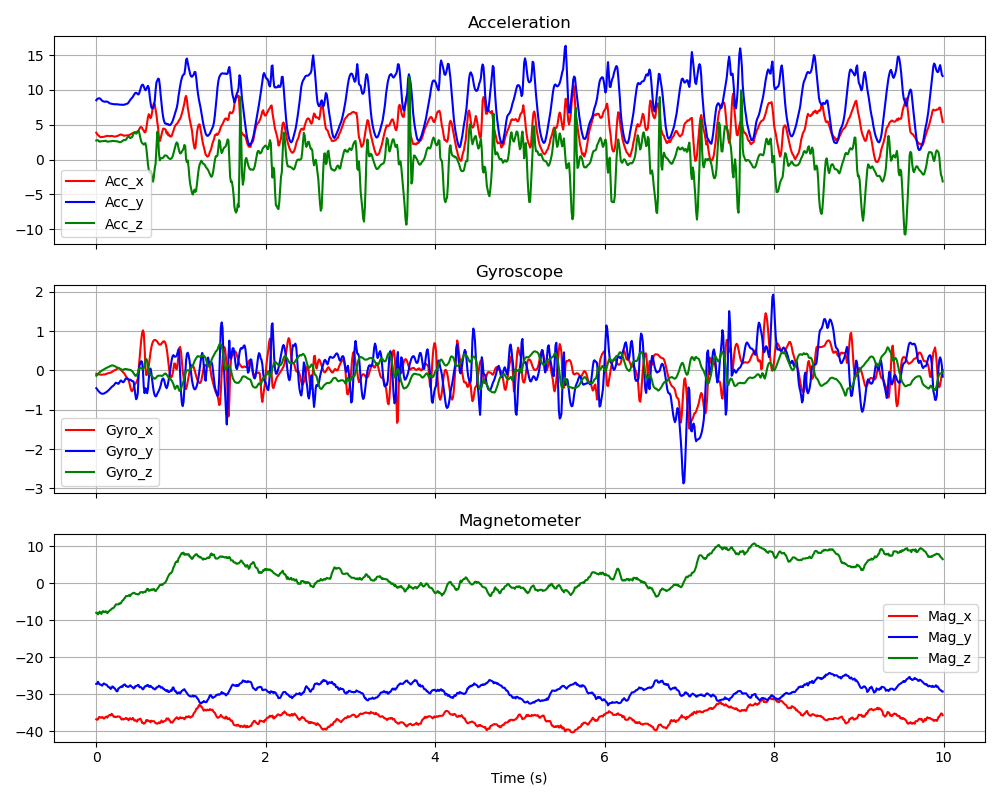 Acceleration
15
10
5
0
−5
−10
Acc_x
Acc_y
Acc_z
Gyroscope
2
1
0
−1
−2
−3
Gyro_x
Gyro_y
Gyro_z
Magnetometer
10
0
−10
−20
−30
−40
Mag_x
Mag_y
Mag_z
0 2 4 6 8 10
Time (s)